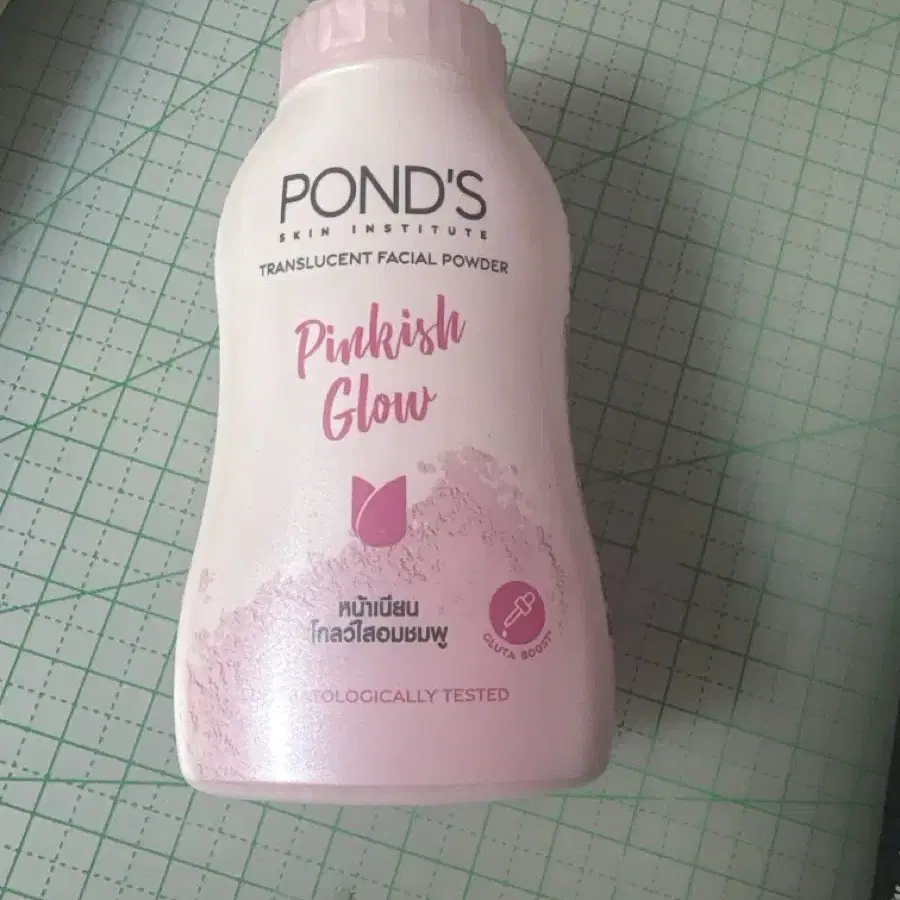 POND'S
SKIN INSTITUTE
TRANSLUCENT FACIAL POWDER
Pinkish
Glow
หน้าเนียน
โกลว์ใสอมชมพู
GLUTA BOOST
TESTED